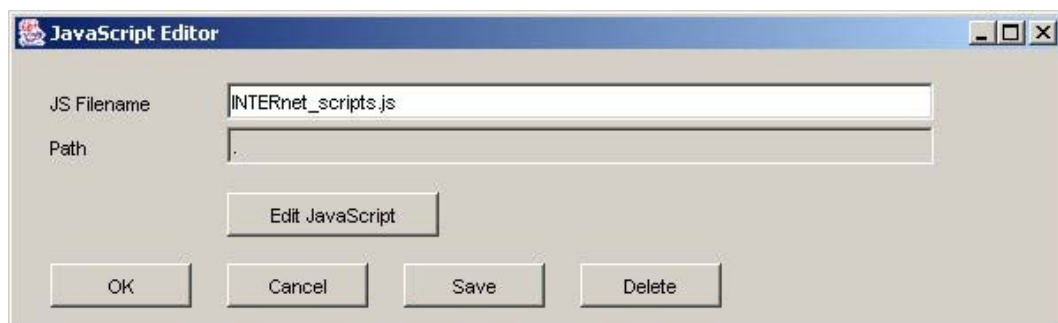 JavaScript Editor
JS Filename INTERnet_scripts.js
Path .
Edit JavaScript
OK Cancel Save Delete